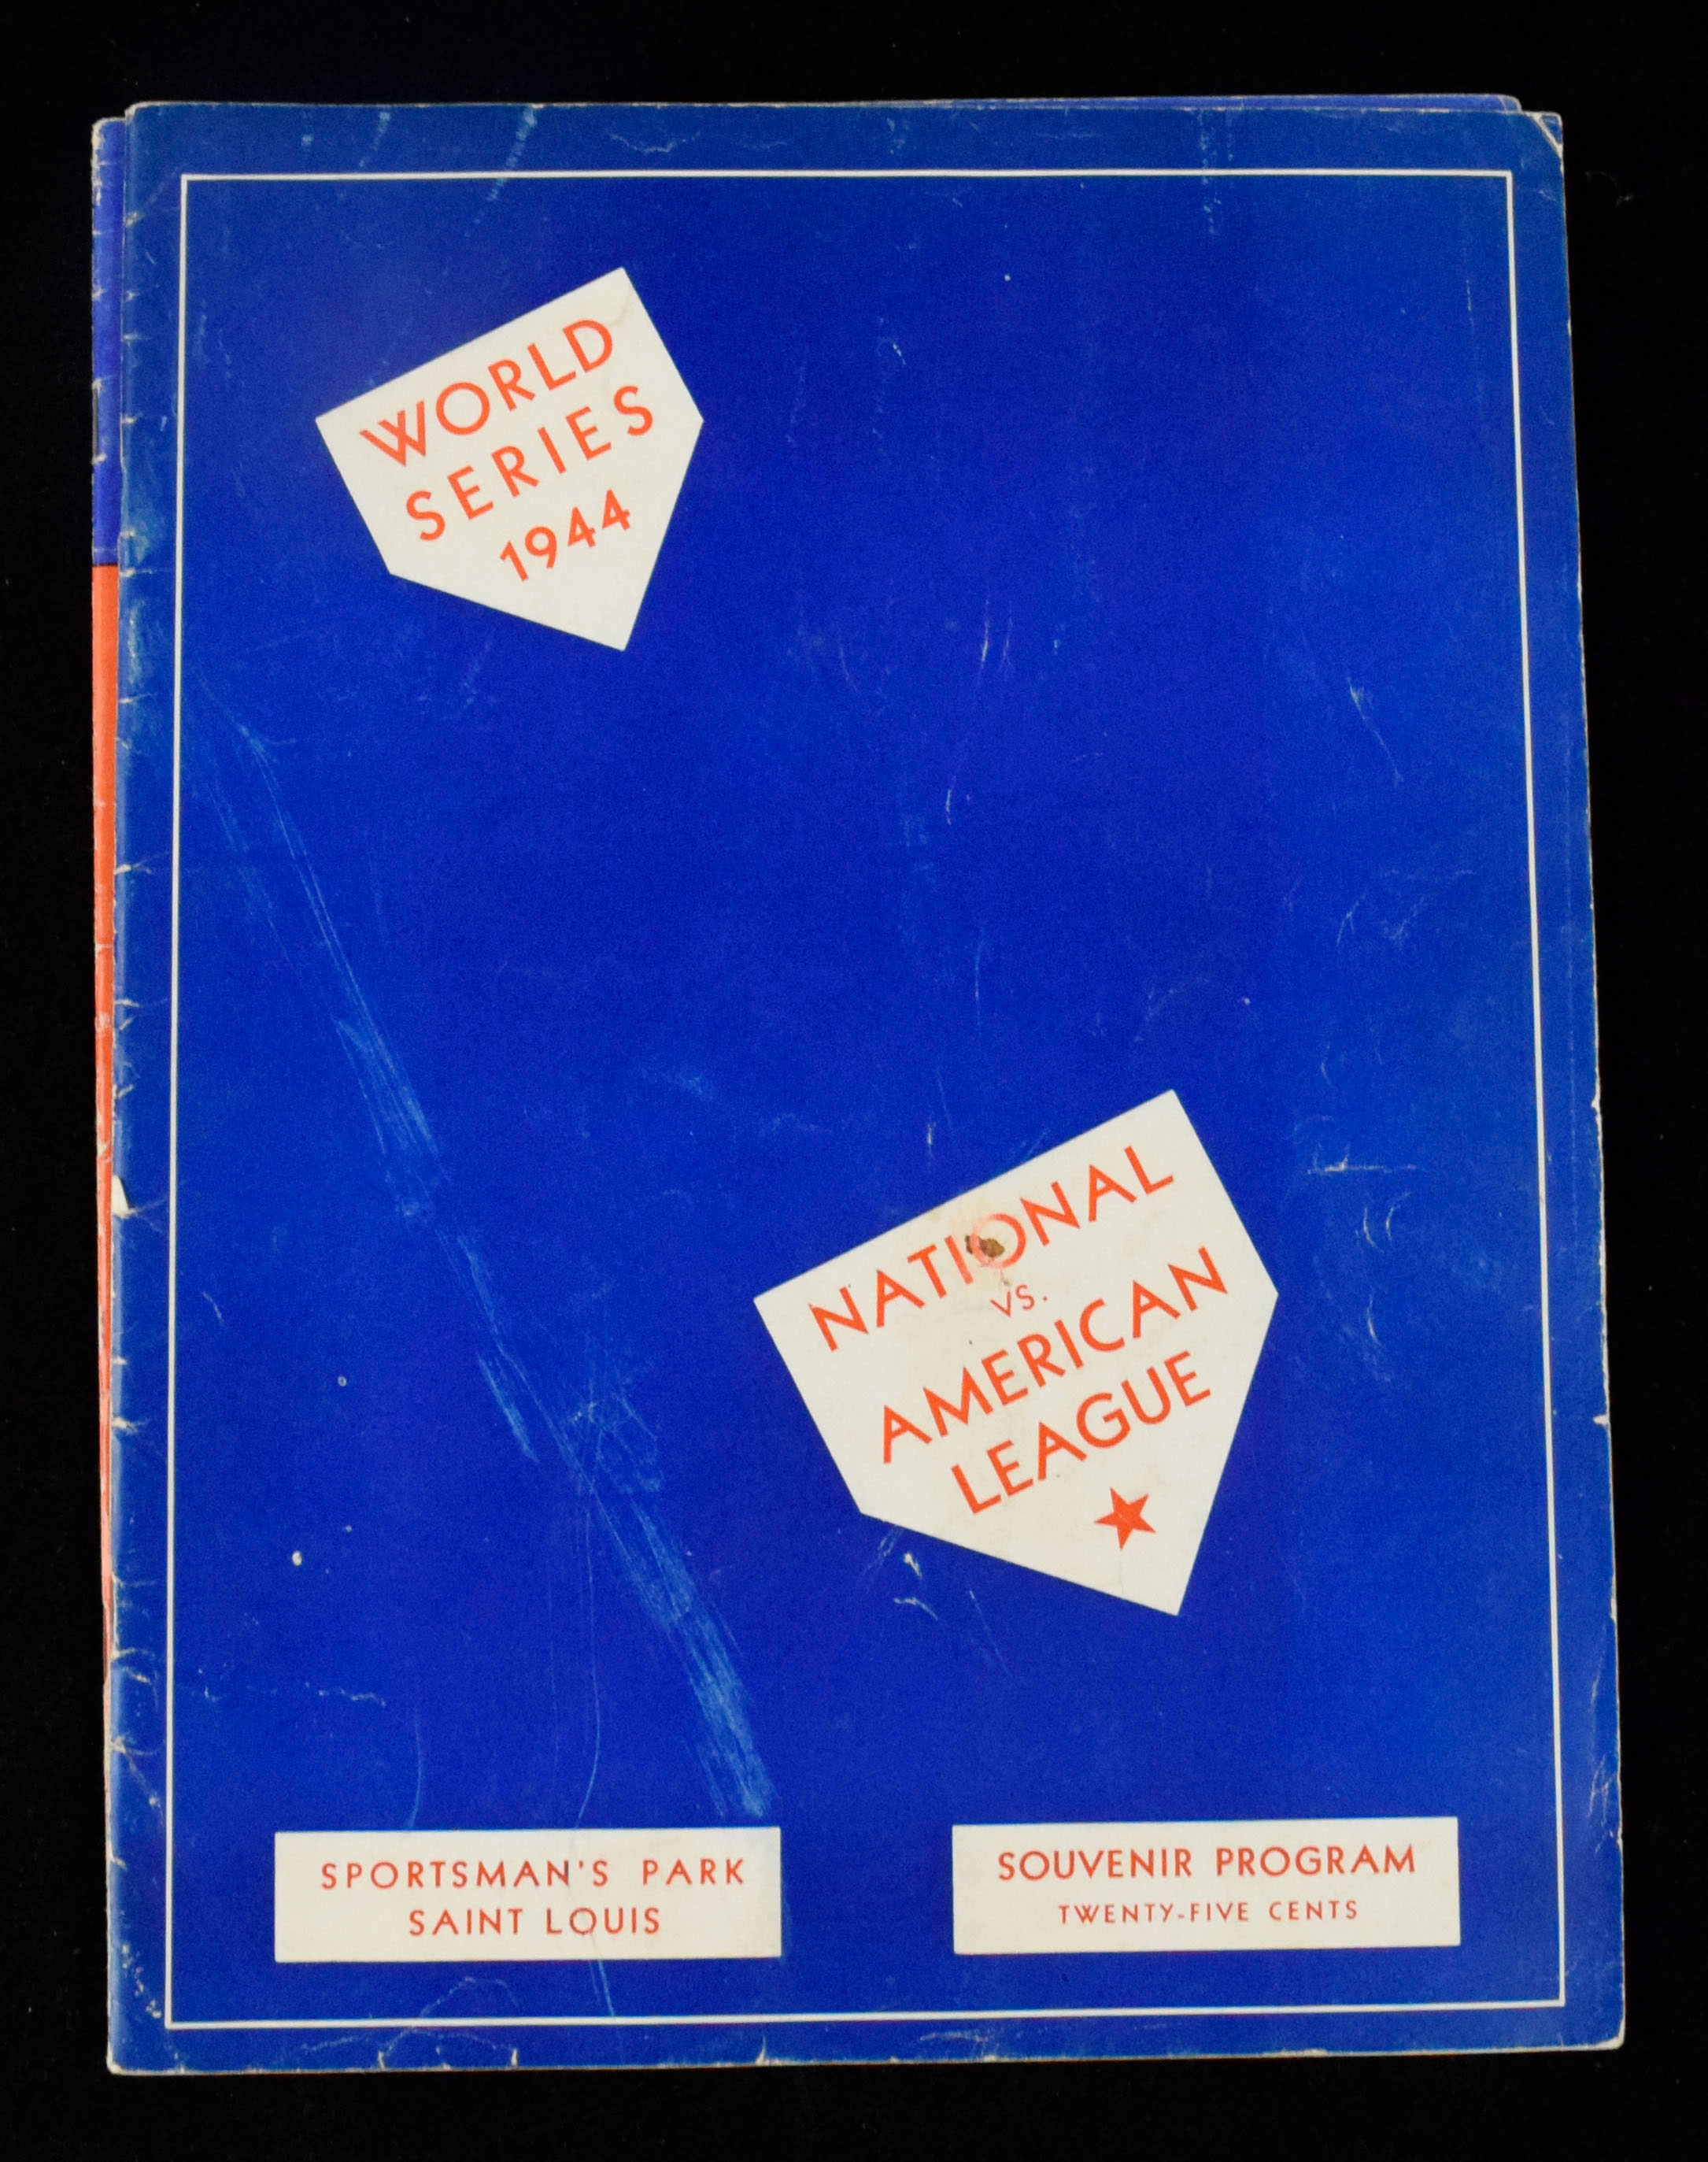 WORLD
SERIES
1944
NATIONAL
VS.
AMERICAN
LEAGUE
SPORTSMAN'S PARK
SAINT LOUIS
SOUVENIR PROGRAM
TWENTY-FIVE CENTS